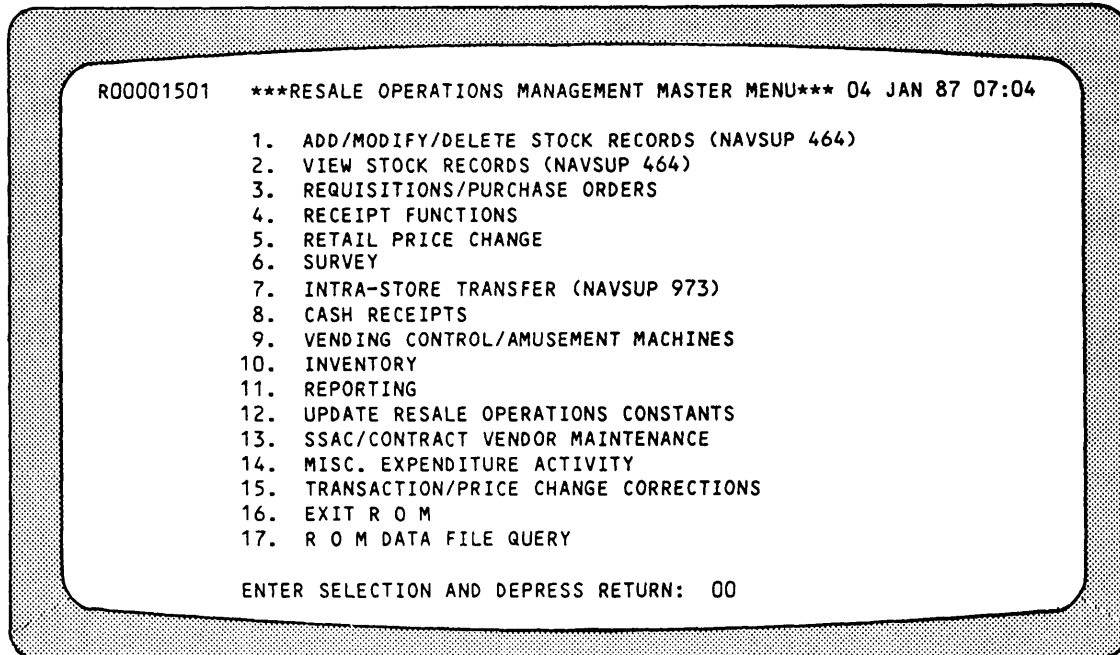 R00001501 ***RESALE OPERATIONS MANAGEMENT MASTER MENU*** 04 JAN 87 07:04
1. ADD/MODIFY/DELETE STOCK RECORDS (NAVSUP 464)
2. VIEW STOCK RECORDS (NAVSUP 464)
3. REQUISITIONS/PURCHASE ORDERS
4. RECEIPT FUNCTIONS
5. RETAIL PRICE CHANGE
6. SURVEY
7. INTRA-STORE TRANSFER (NAVSUP 973)
8. CASH RECEIPTS
9. VENDING CONTROL/AMUSEMENT MACHINES
10. INVENTORY
11. REPORTING
12. UPDATE RESALE OPERATIONS CONSTANTS
13. SSAC/CONTRACT VENDOR MAINTENANCE
14. MISC. EXPENDITURE ACTIVITY
15. TRANSACTION/PRICE CHANGE CORRECTIONS
16. EXIT R O M
17. R O M DATA FILE QUERY
ENTER SELECTION AND DEPRESS RETURN: 00